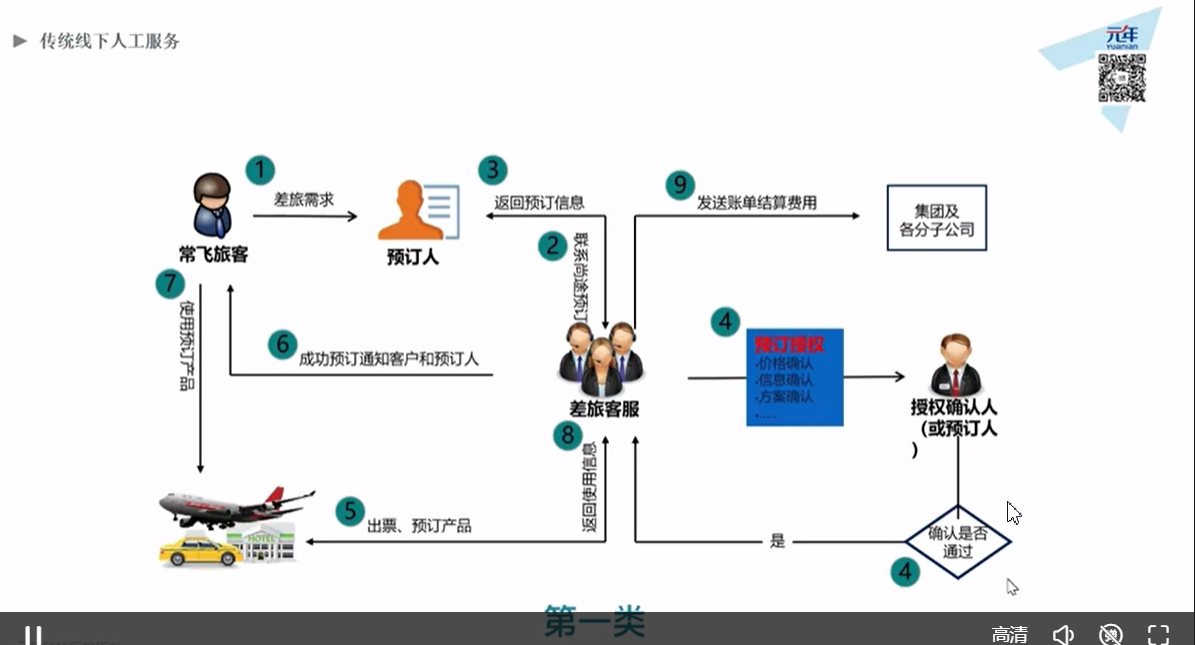 传统线下人工服务
元年
Yuanian
1
差旅需求
常飞旅客
预订人
3
返回预订信息
2
联系尚途预订
9
发送账单结算费用
集团及
各分子公司
7
使用预订产品
6
成功预订通知客户和预订人
差旅客服
4
预订授权
·价格确认
·信息确认
·方案确认
授权确认人
（或预订人
）
8
返回使用信息
5
出票、预订产品
HOTEL
是
确认是否
通过
4
第一类
高清
弹